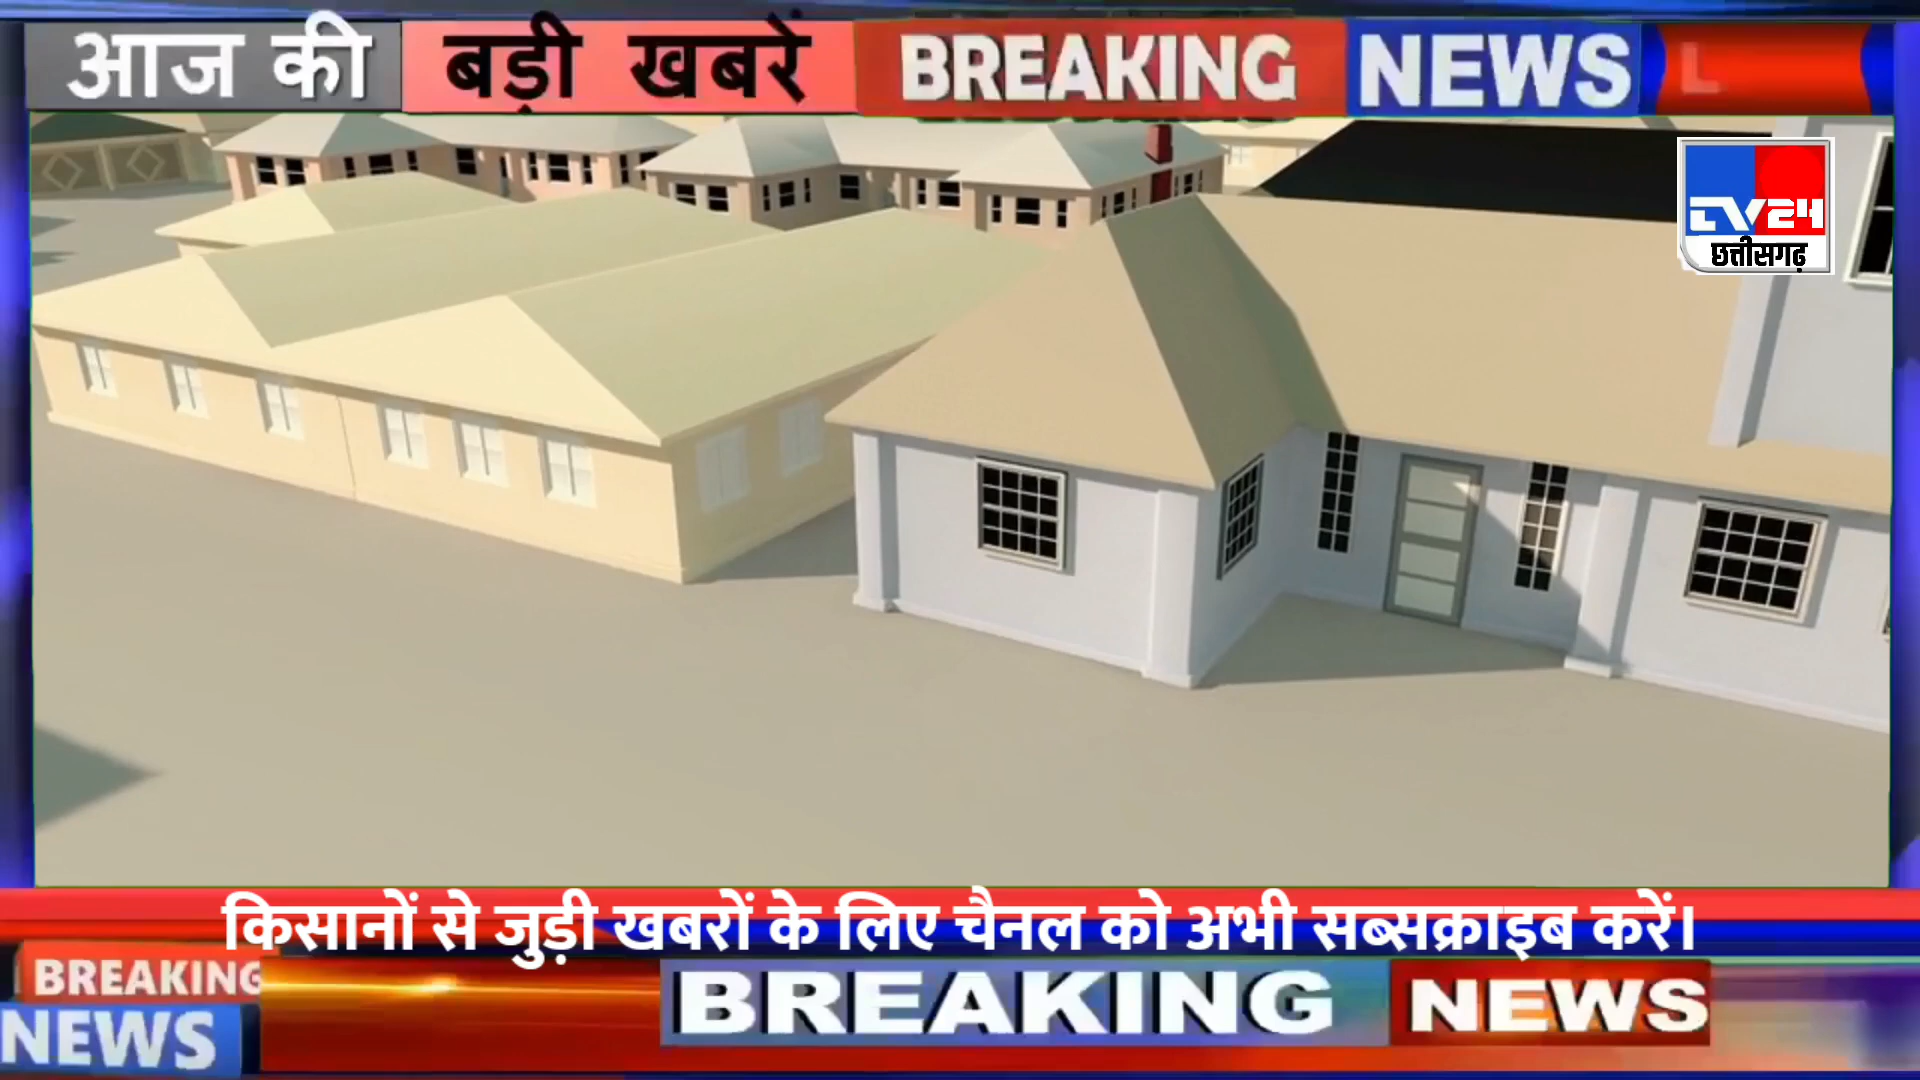 आज की बड़ी खबरें BREAKING NEWS L
TV24
छत्तीसगढ़
किसानों से जुड़ी खबरों के लिए चैनल को अभी सब्सक्राइब करें।
BREAKING
NEWS
BREAKING NEWS